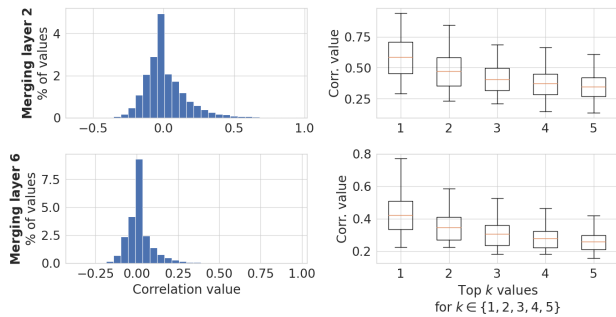 Merging layer 2
% of values
4
2
0
−0.5 0.0 0.5 1.0
Corr. value
0.75
0.50
0.25
1 2 3 4 5
Merging layer 6
% of values
7.5
5.0
2.5
0.0
−0.25 0.00 0.25 0.50 0.75 1.00
Correlation value
Corr. value
0.8
0.6
0.4
0.2
1 2 3 4 5
Top k values
for k ∈ {1, 2, 3, 4, 5}